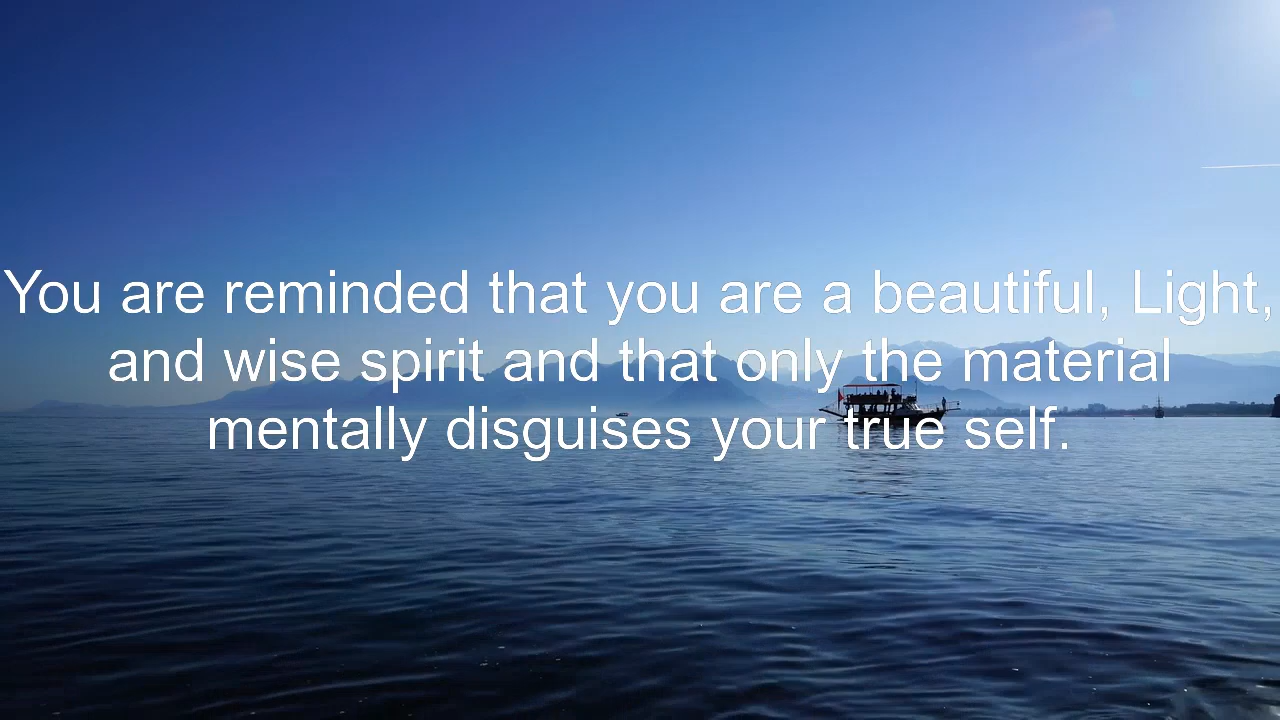 You are reminded that you are a beautiful, Light,
and wise spirit and that only the material
mentally disguises your true self.